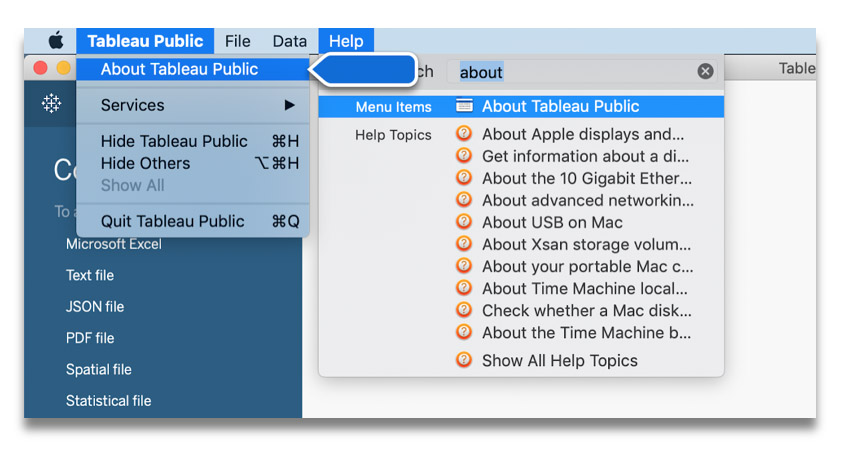 Tableau Public File Data Help
About Tableau Public
Services
Hide Tableau Public ⌘H
Hide Others ⌥⌘H
Show All
Quit Tableau Public ⌘Q
about
Menu Items About Tableau Public
Help Topics About Apple displays and...
Get information about a di...
About the 10 Gigabit Ether...
About advanced networkin...
About USB on Mac
About Xsan storage volum...
About your portable Mac c...
About Time Machine local...
Check whether a Mac disk...
About the Time Machine b...
Show All Help Topics
Table
To
Microsoft Excel
Text file
JSON file
PDF file
Spatial file
Statistical file